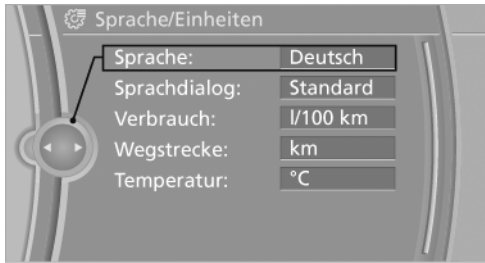 Sprache/Einheiten
Sprache: Deutsch
Sprachdialog: Standard
Verbrauch: l/100 km
Wegstrecke: km
Temperatur: °C